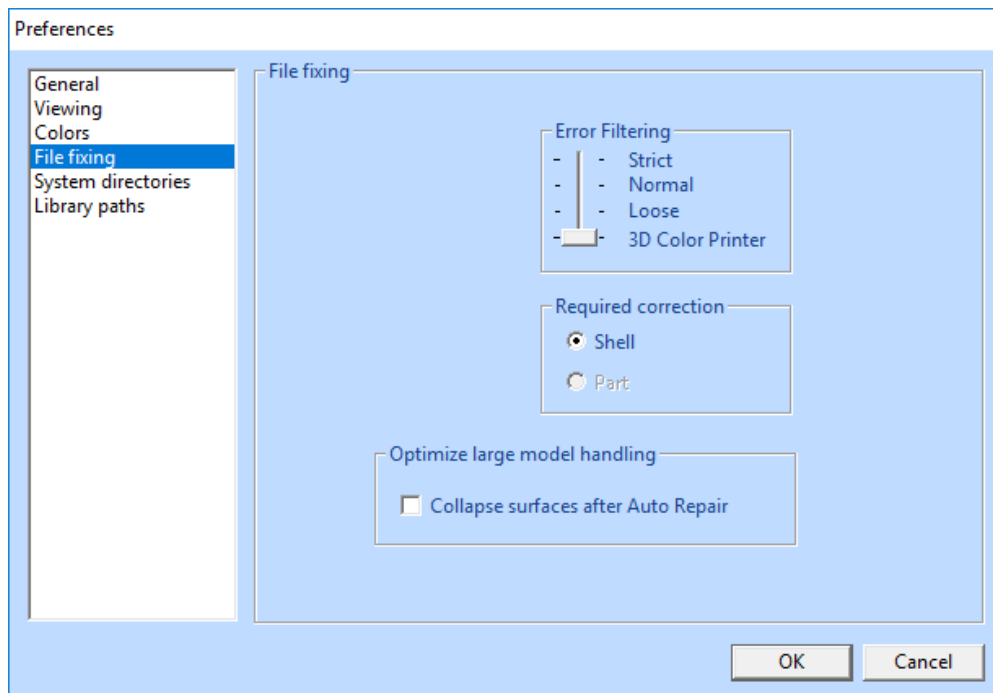 Preferences
General
Viewing
Colors
File fixing
System directories
Library paths
File fixing
Error Filtering
Strict
Normal
Loose
3D Color Printer
Required correction
Shell
Part
Optimize large model handling
Collapse surfaces after Auto Repair
OK
Cancel